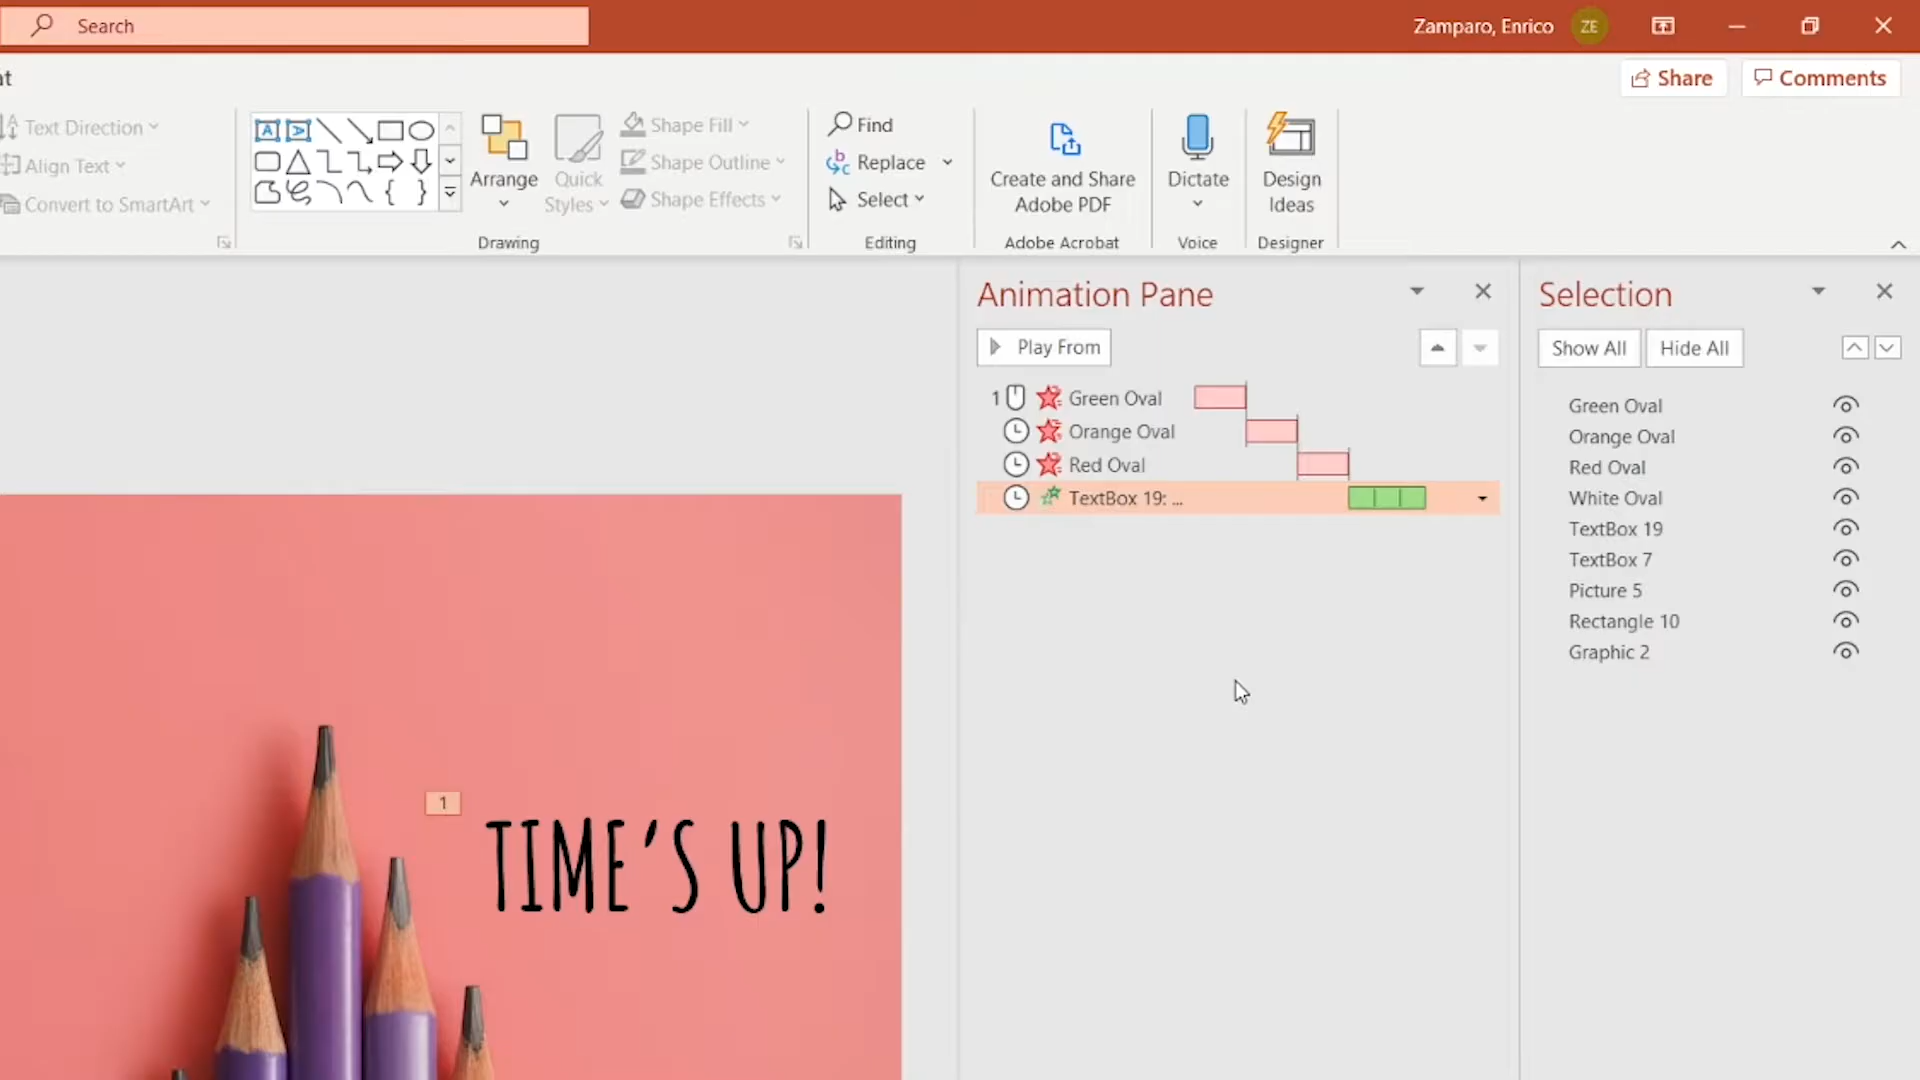 Search
Zamparo, Enrico ZE
at
Share Comments
Text Direction
Align Text
Convert to SmartArt
A A
Arrange
Quick Styles
Shape Fill
Shape Outline
Shape Effects
Drawing
Find
Replace
Select
Editing
Create and Share
Adobe PDF
Adobe Acrobat
Dictate
Voice
Design
Ideas
Designer
Animation Pane
Play From
1 Green Oval
Orange Oval
Red Oval
TextBox 19: ...
Selection
Show All Hide All
Green Oval
Orange Oval
Red Oval
White Oval
TextBox 19
TextBox 7
Picture 5
Rectangle 10
Graphic 2
1
TIME'S UP!